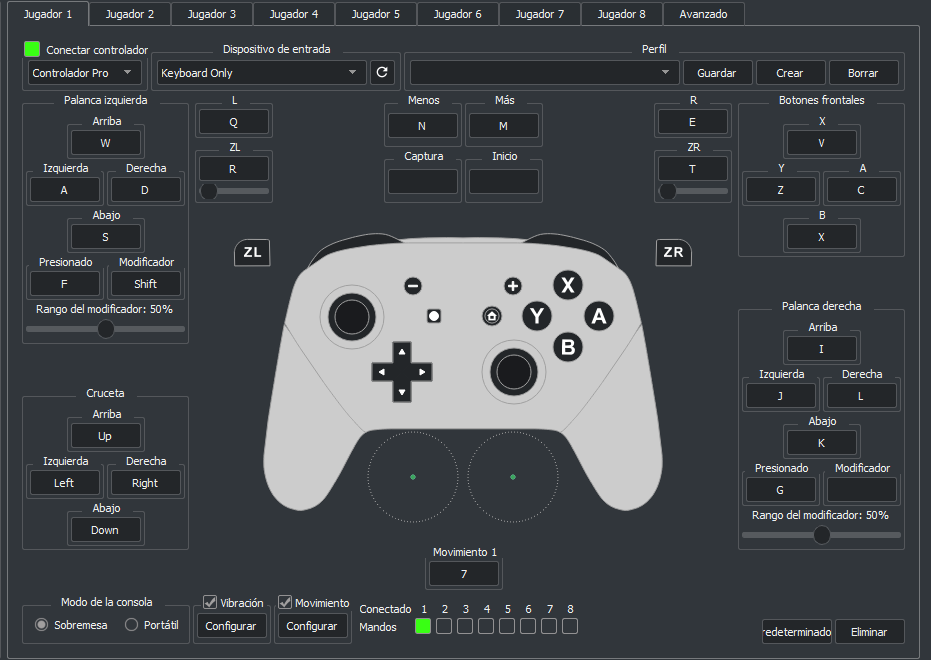 Jugador 1 Jugador 2 Jugador 3 Jugador 4 Jugador 5 Jugador 6 Jugador 7 Jugador 8 Avanzado
Conectar controlador Dispositivo de entrada Perfil
Controlador Pro Keyboard Only Guardar Crear Borrar
Palanca izquierda L Menos Más R Botones frontales
Arriba Q N M E X
W V
ZL Captura Inicio ZR
Izquierda Derecha R T Y A
A D Z C
Abajo B
S X
Presionado Modificador ZL ZR
F Shift
Rango del modificador: 50%
X
Y A
B
Palanca derecha
Arriba
I
Izquierda Derecha
J L
Cruceta
Arriba Abajo
Up K
Izquierda Derecha Presionado Modificador
Left Right G
Abajo Rango del modificador: 50%
Down
Movimiento 1
7
Modo de la consola Vibración Movimiento Conectado 1 2 3 4 5 6 7 8
Sobremesa Portátil Configurar Configurar Mandos redeterminado Eliminar